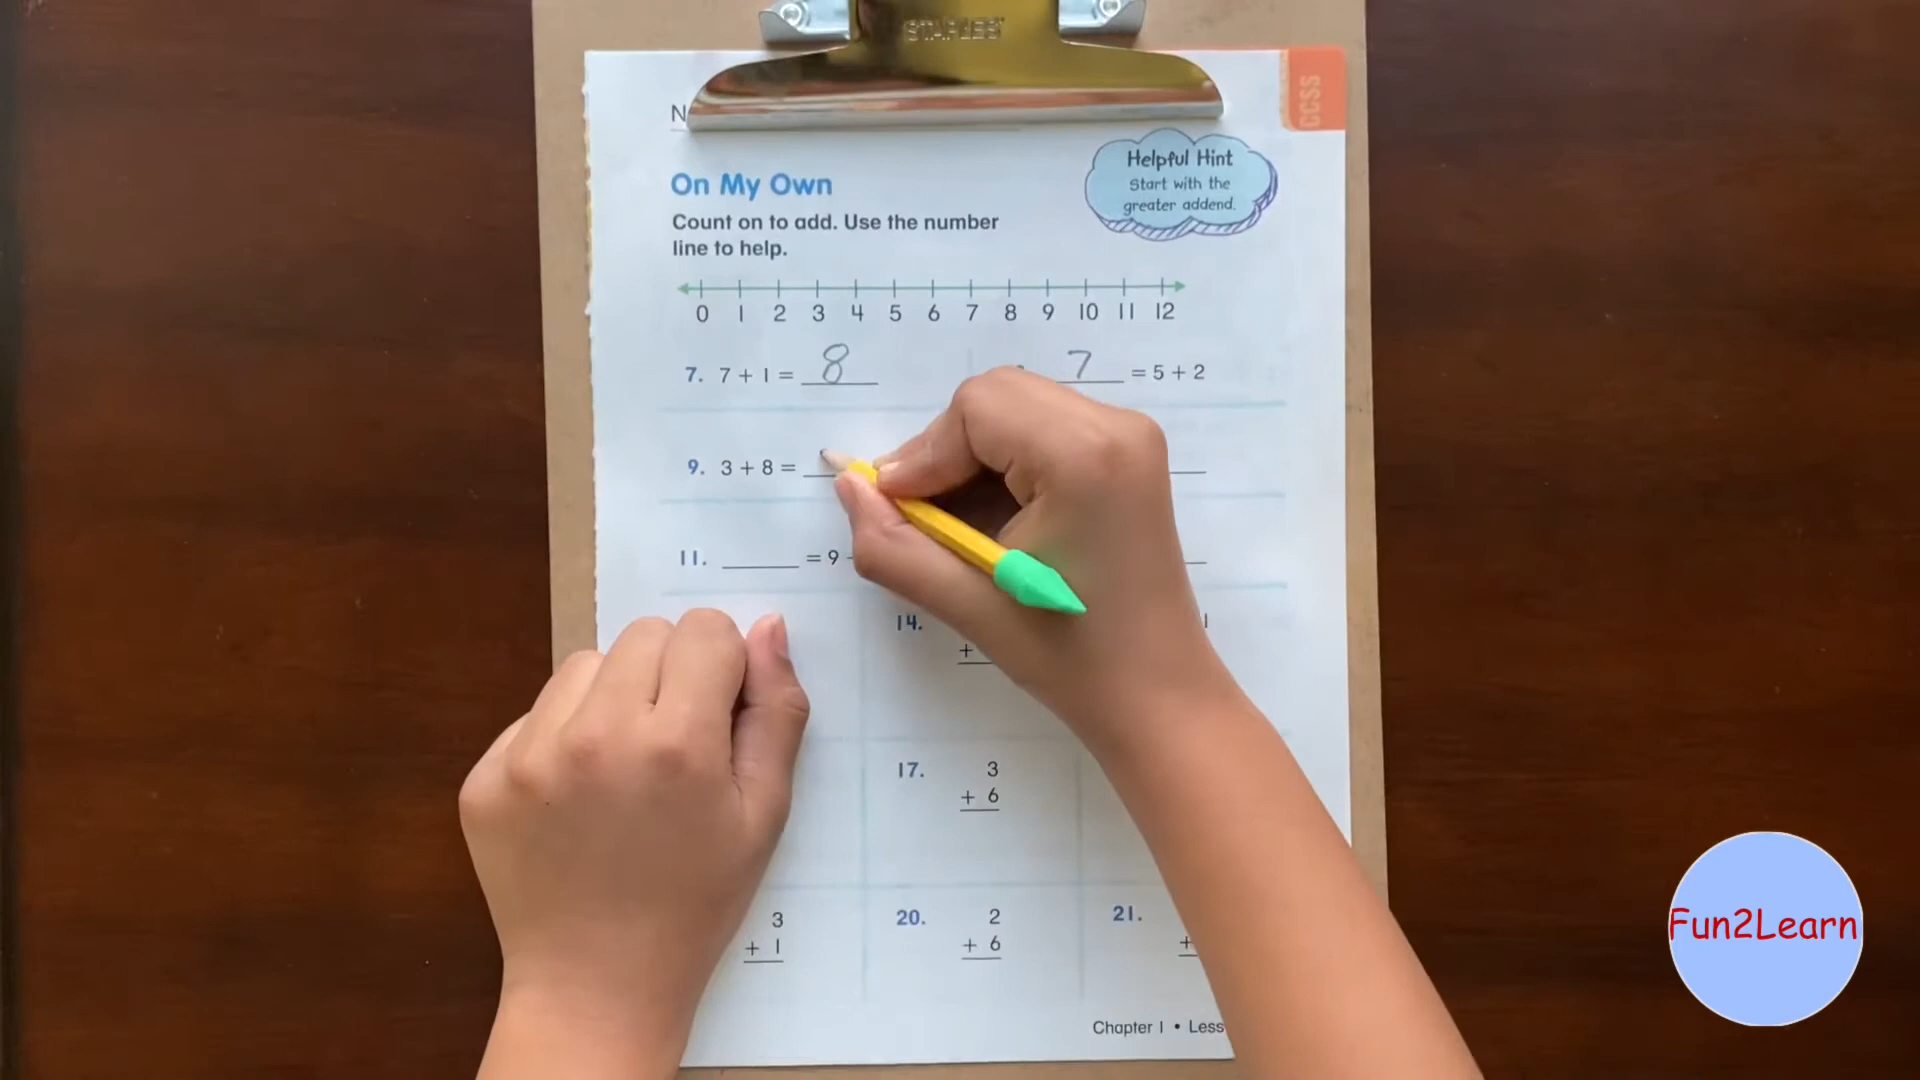 STAPLES
CCSS
N
Helpful Hint
Start with the
greater addend.
On My Own
Count on to add. Use the number
line to help.
0 1 2 3 4 5 6 7 8 9 10 11 12
7. 7 + 1 = 8
7 = 5 + 2
9. 3 + 8 =
11. = 9
14.
+
1
17. 3
+ 6
3
+ 1
20. 2
+ 6
21.
+
Chapter 1 • Less
Fun2Learn